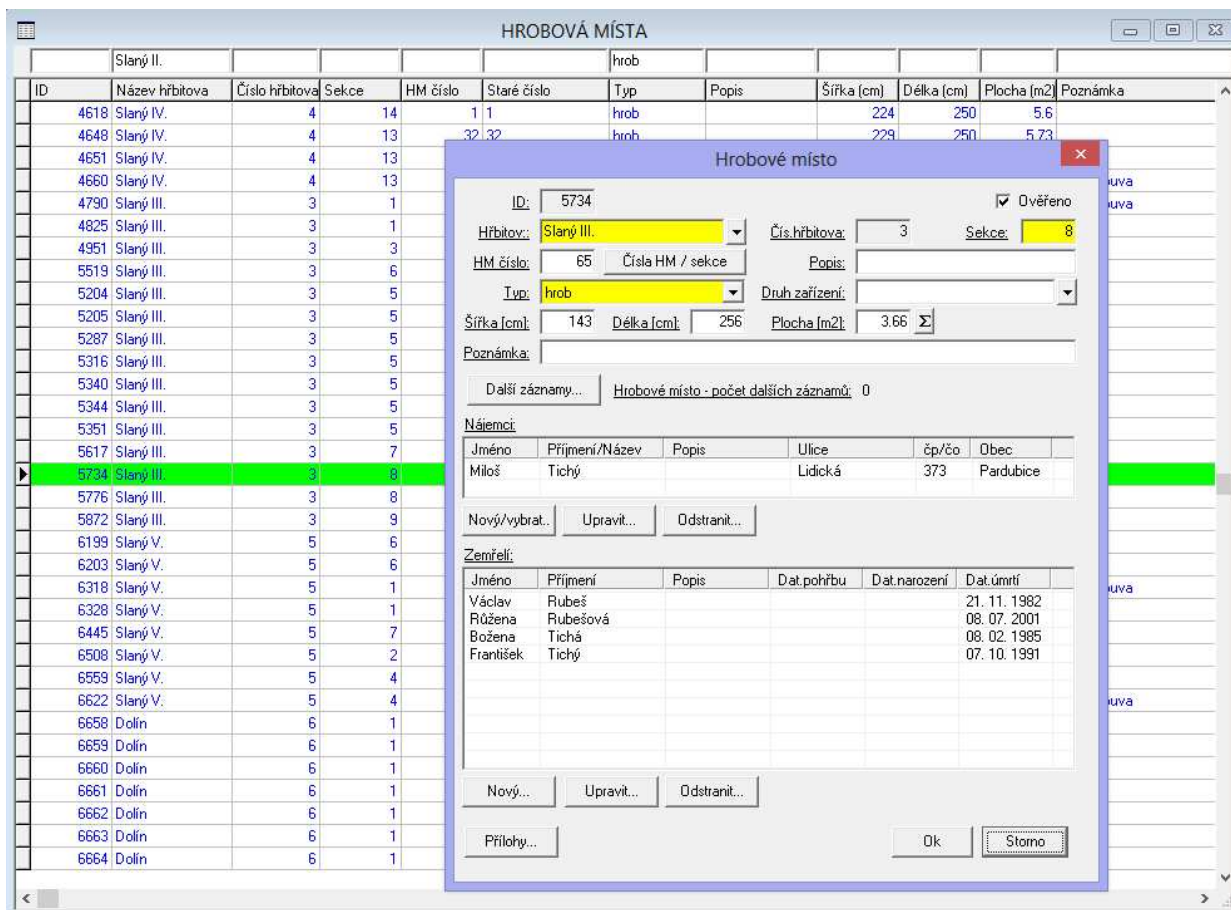 HROBOVÁ MÍSTA
Slaný II. hrob
ID Název hřbitova Číslo hřbitova Sekce HM číslo Staré číslo Typ Popis Šířka (cm) Délka (cm) Plocha (m2) Poznámka
4618 Slaný IV. 4 14 1 1 hrob 224 250 5.6
4648 Slaný IV. 4 13 32 32 hrob 229 250 5.73
4651 Slaný IV. 4 13
4660 Slaný IV. 4 13
4790 Slaný III. 3 1
4825 Slaný III. 3 1
4951 Slaný III. 3 3
5519 Slaný III. 3 6
5204 Slaný III. 3 5
5205 Slaný III. 3 5
5287 Slaný III. 3 5
5316 Slaný III. 3 5
5340 Slaný III. 3 5
5344 Slaný III. 3 5
5351 Slaný III. 3 5
5617 Slaný III. 3 7
5734 Slaný III. 3 8
5776 Slaný III. 3 8
5872 Slaný III. 3 9
6199 Slaný V. 5 6
6203 Slaný V. 5 6
6318 Slaný V. 5 1
6328 Slaný V. 5 1
6445 Slaný V. 5 7
6508 Slaný V. 5 2
6559 Slaný V. 5 4
6622 Slaný V. 5 4
6658 Dolín 6 1
6659 Dolín 6 1
6660 Dolín 6 1
6661 Dolín 6 1
6662 Dolín 6 1
6663 Dolín 6 1
6664 Dolín 6 1
Hrobové místo
ID: 5734 Ověřeno
Hřbitov:: Slaný III. Čís.hřbitova: 3 Sekce: 8
HM číslo: 65 Čísla HM / sekce Popis:
Typ: hrob Druh zařízení:
Šířka [cm]: 143 Délka [cm]: 256 Plocha [m2]: 3.66 Σ
Poznámka:
Další záznamy... Hrobové místo - počet dalších záznamů: 0
Nájemci:
Jméno Příjmení/Název Popis Ulice čp/čo Obec
Miloš Tichý Lidická 373 Pardubice
Nový/vybrat.. Upravit... Odstranit...
Zemřelí:
Jméno Příjmení Popis Dat.pohřbu Dat.narození Dat.úmrtí
Václav Rubeš 21. 11. 1982
Růžena Rubešová 08. 07. 2001
Božena Tichá 08. 02. 1985
František Tichý 07. 10. 1991
Nový... Upravit... Odstranit...
Přílohy... Ok Storno